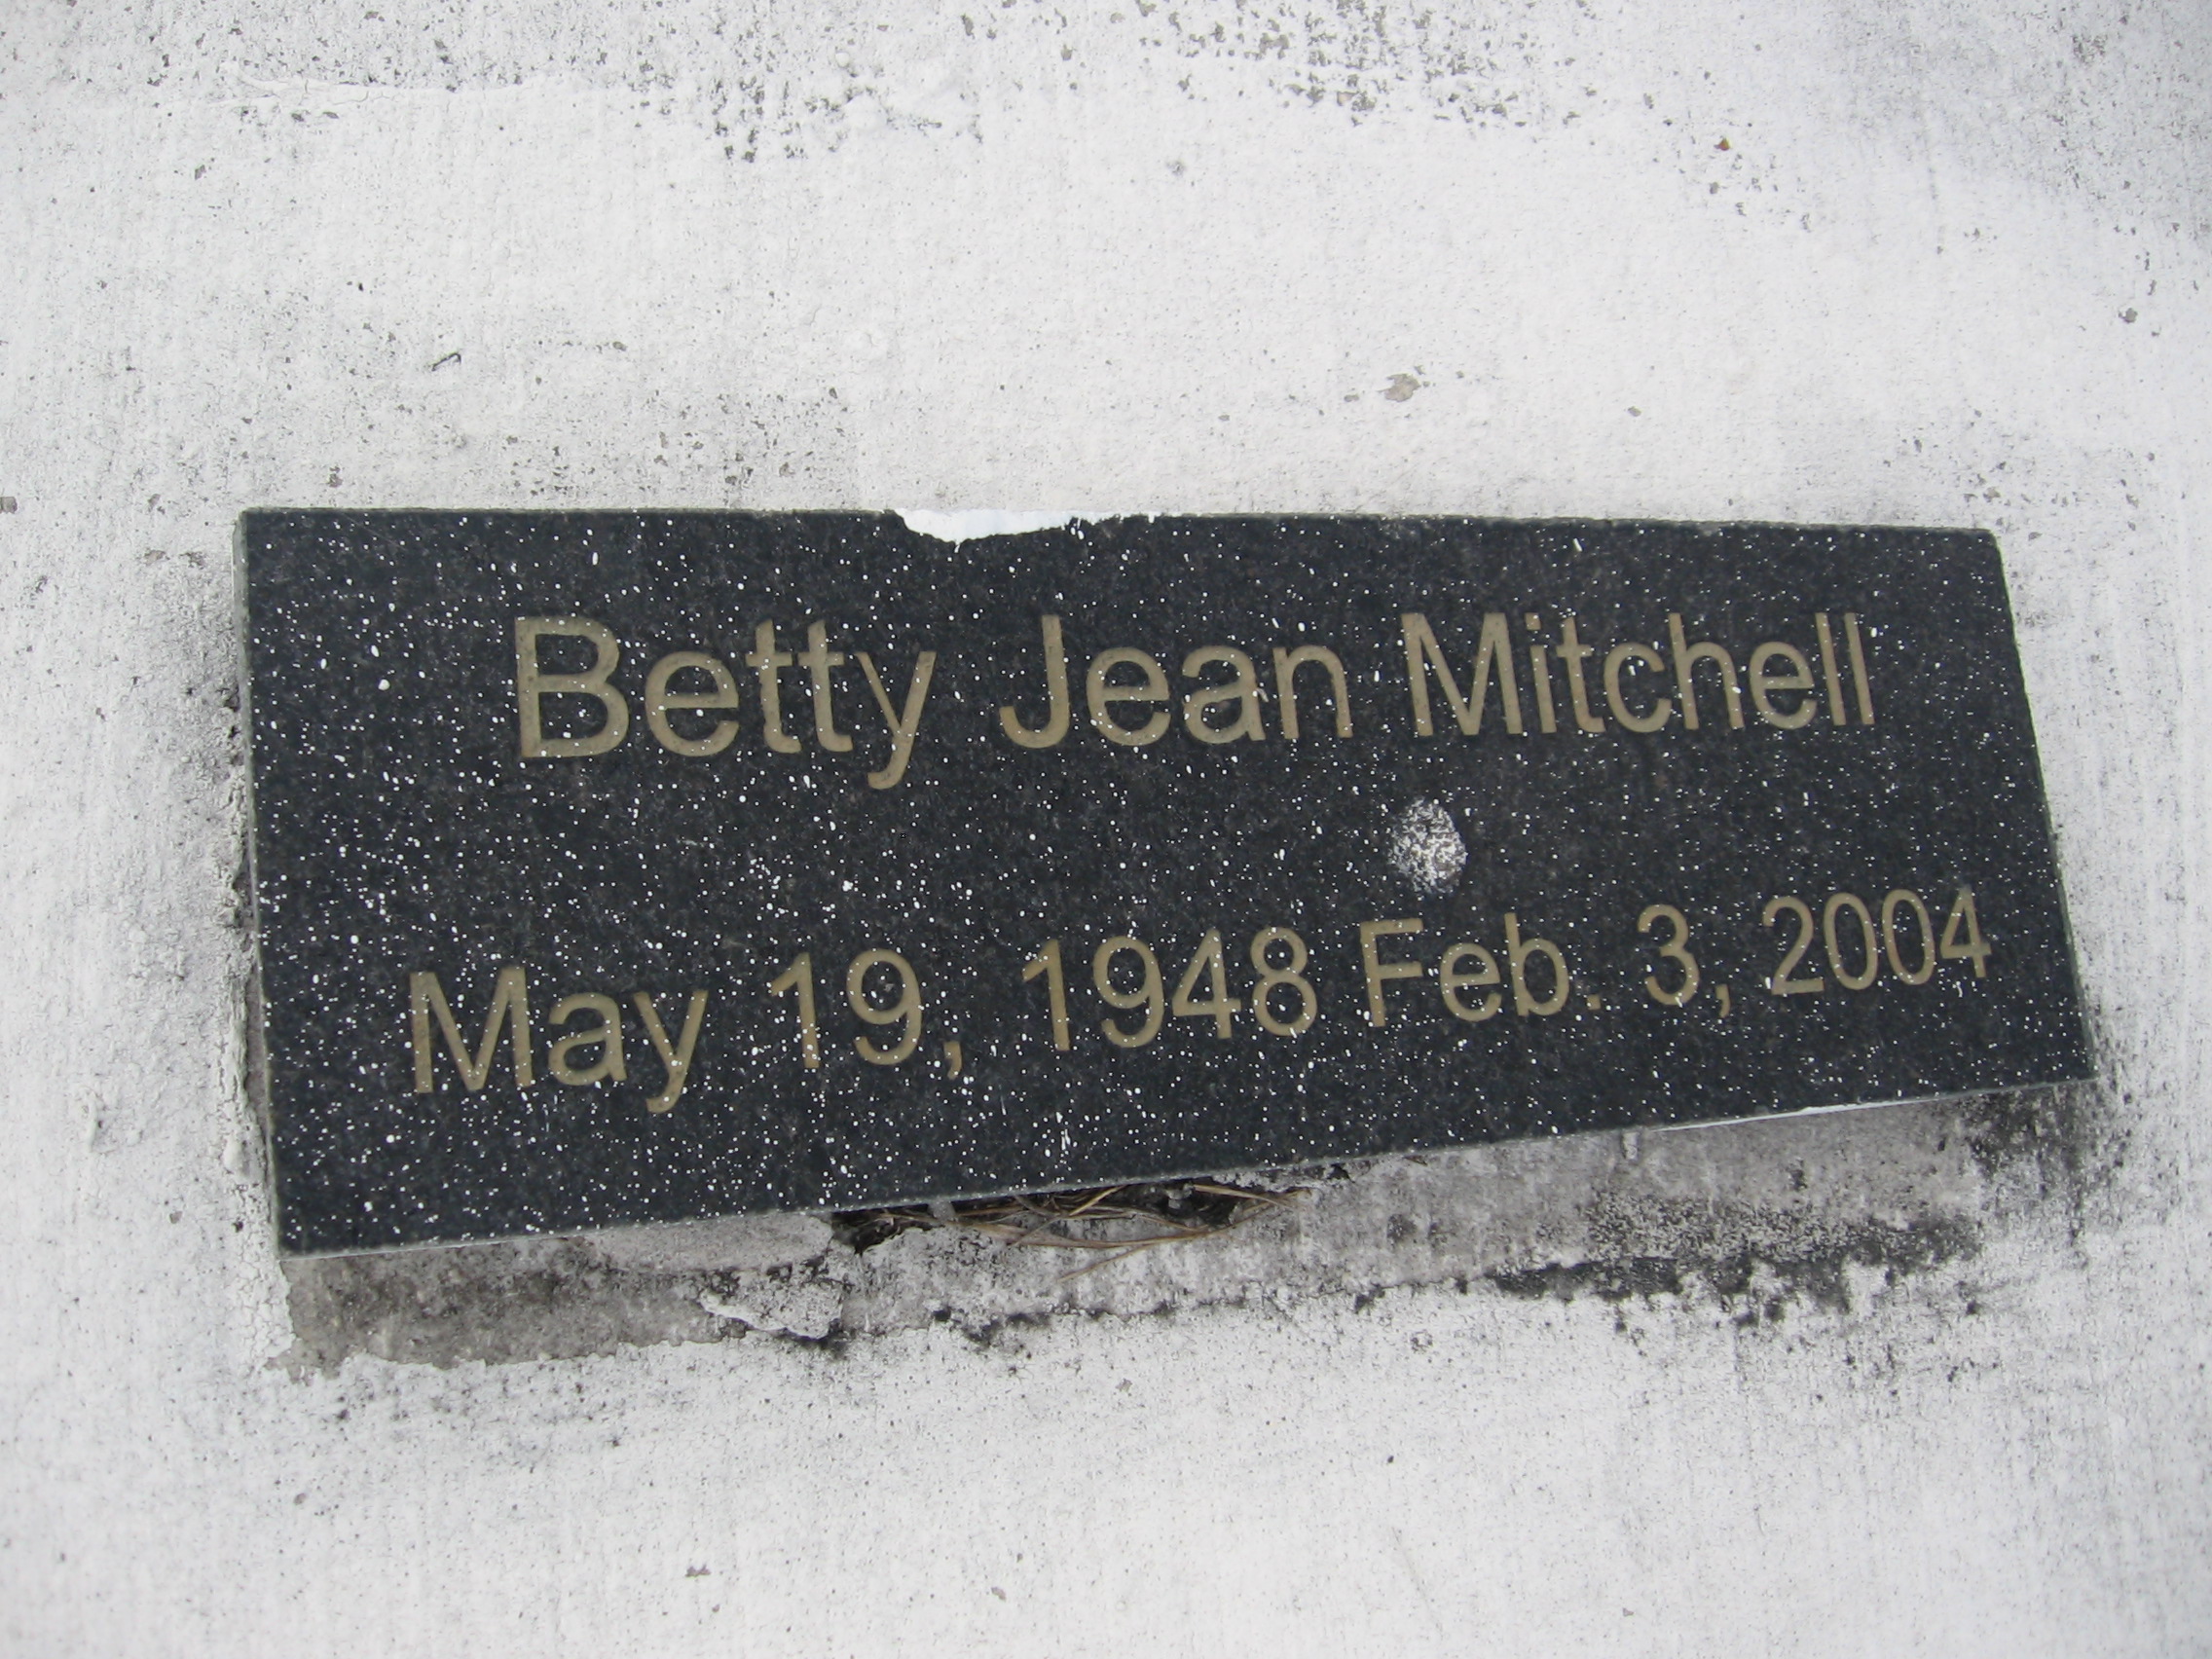 Betty Jean Mitchell
May 19, 1948 Feb. 3, 2004